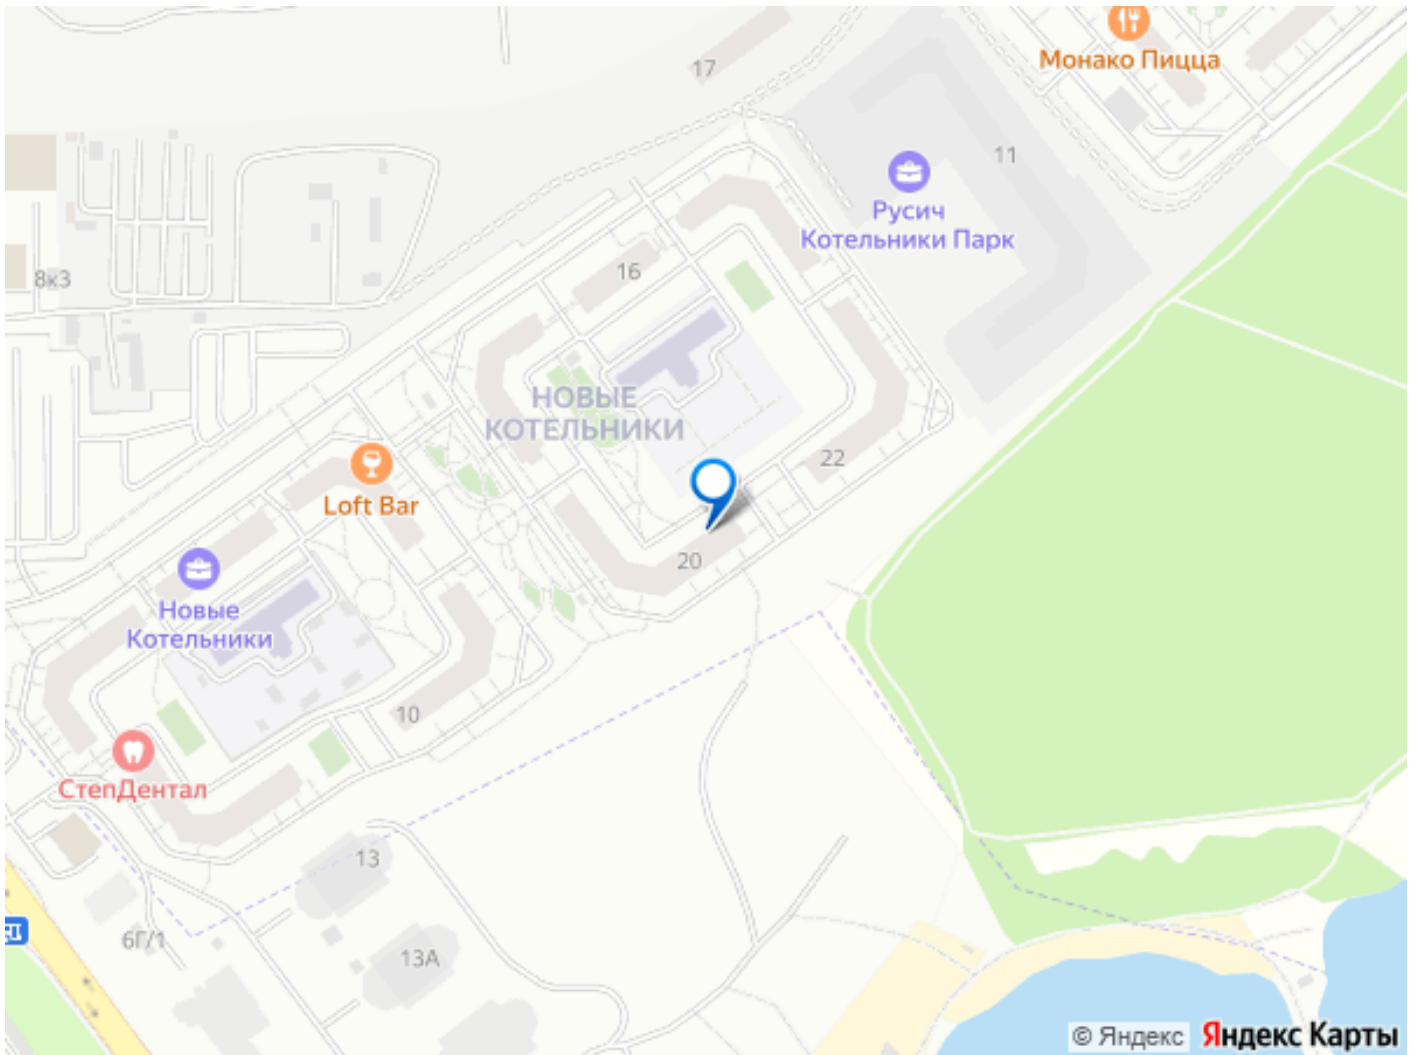 Монако Пицца
17
11
Русич
Котельники Парк
16
8к3
НОВЫЕ
КОТЕЛЬНИКИ
22
Loft Bar
20
Новые
Котельники
10
СтепДентал
13
6Г/1
13А
© Яндекс Яндекс Карты